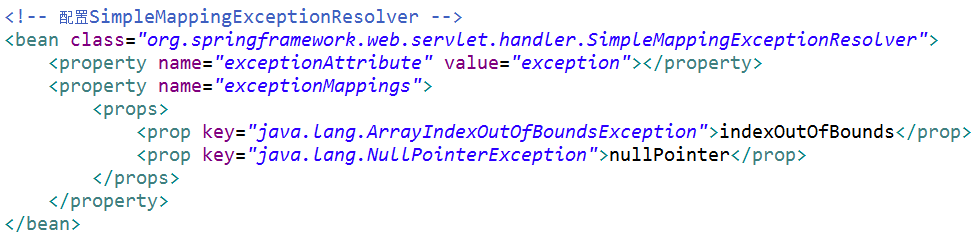 <!-- 配置SimpleMappingExceptionResolver -->
<bean class="org.springframework.web.servlet.handler.SimpleMappingExceptionResolver">
    <property name="exceptionAttribute" value="exception"></property>
    <property name="exceptionMappings">
        <props>
            <prop key="java.lang.ArrayIndexOutOfBoundsException">indexOutOfBounds</prop>
            <prop key="java.lang.NullPointerException">nullPointer</prop>
        </props>
    </property>
</bean>